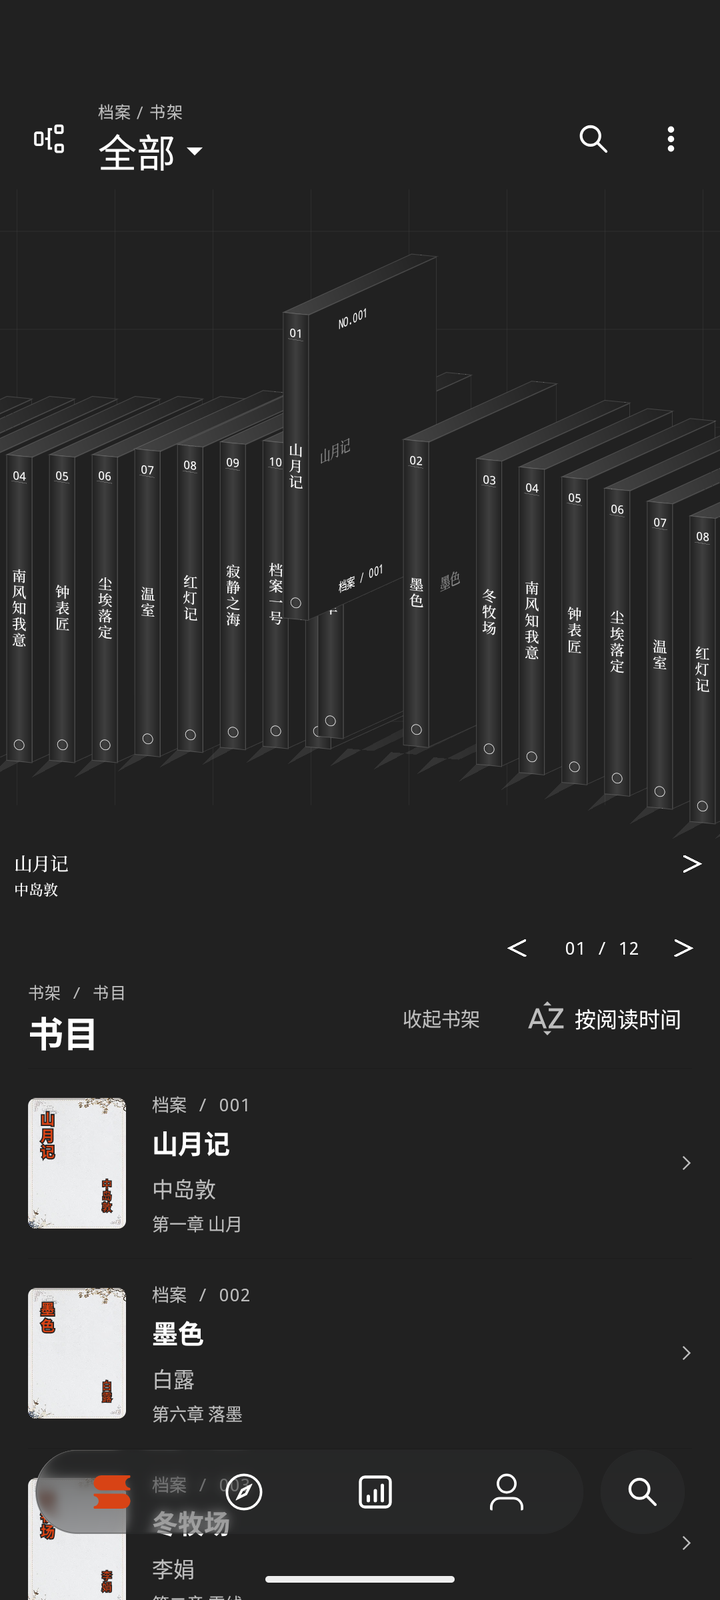 档案 / 书架
全部
01
NO.001
山月记
山月记
档案 / 001
04
南风知我意
05
钟表匠
06
尘埃落定
07
温室
08
红灯记
09
寂静之海
10
档案一号
02
墨色
墨色
03
冬牧场
04
南风知我意
05
钟表匠
06
尘埃落定
07
温室
08
红灯记
山月记
中岛敦
01 / 12
书架 / 书目
书目
收起书架
AZ 按阅读时间
山月记
中岛敦
档案 / 001
山月记
中岛敦
第一章 山月
墨色
白露
档案 / 002
墨色
白露
第六章 落墨
档案 / 003
冬牧场
李娟
李娟